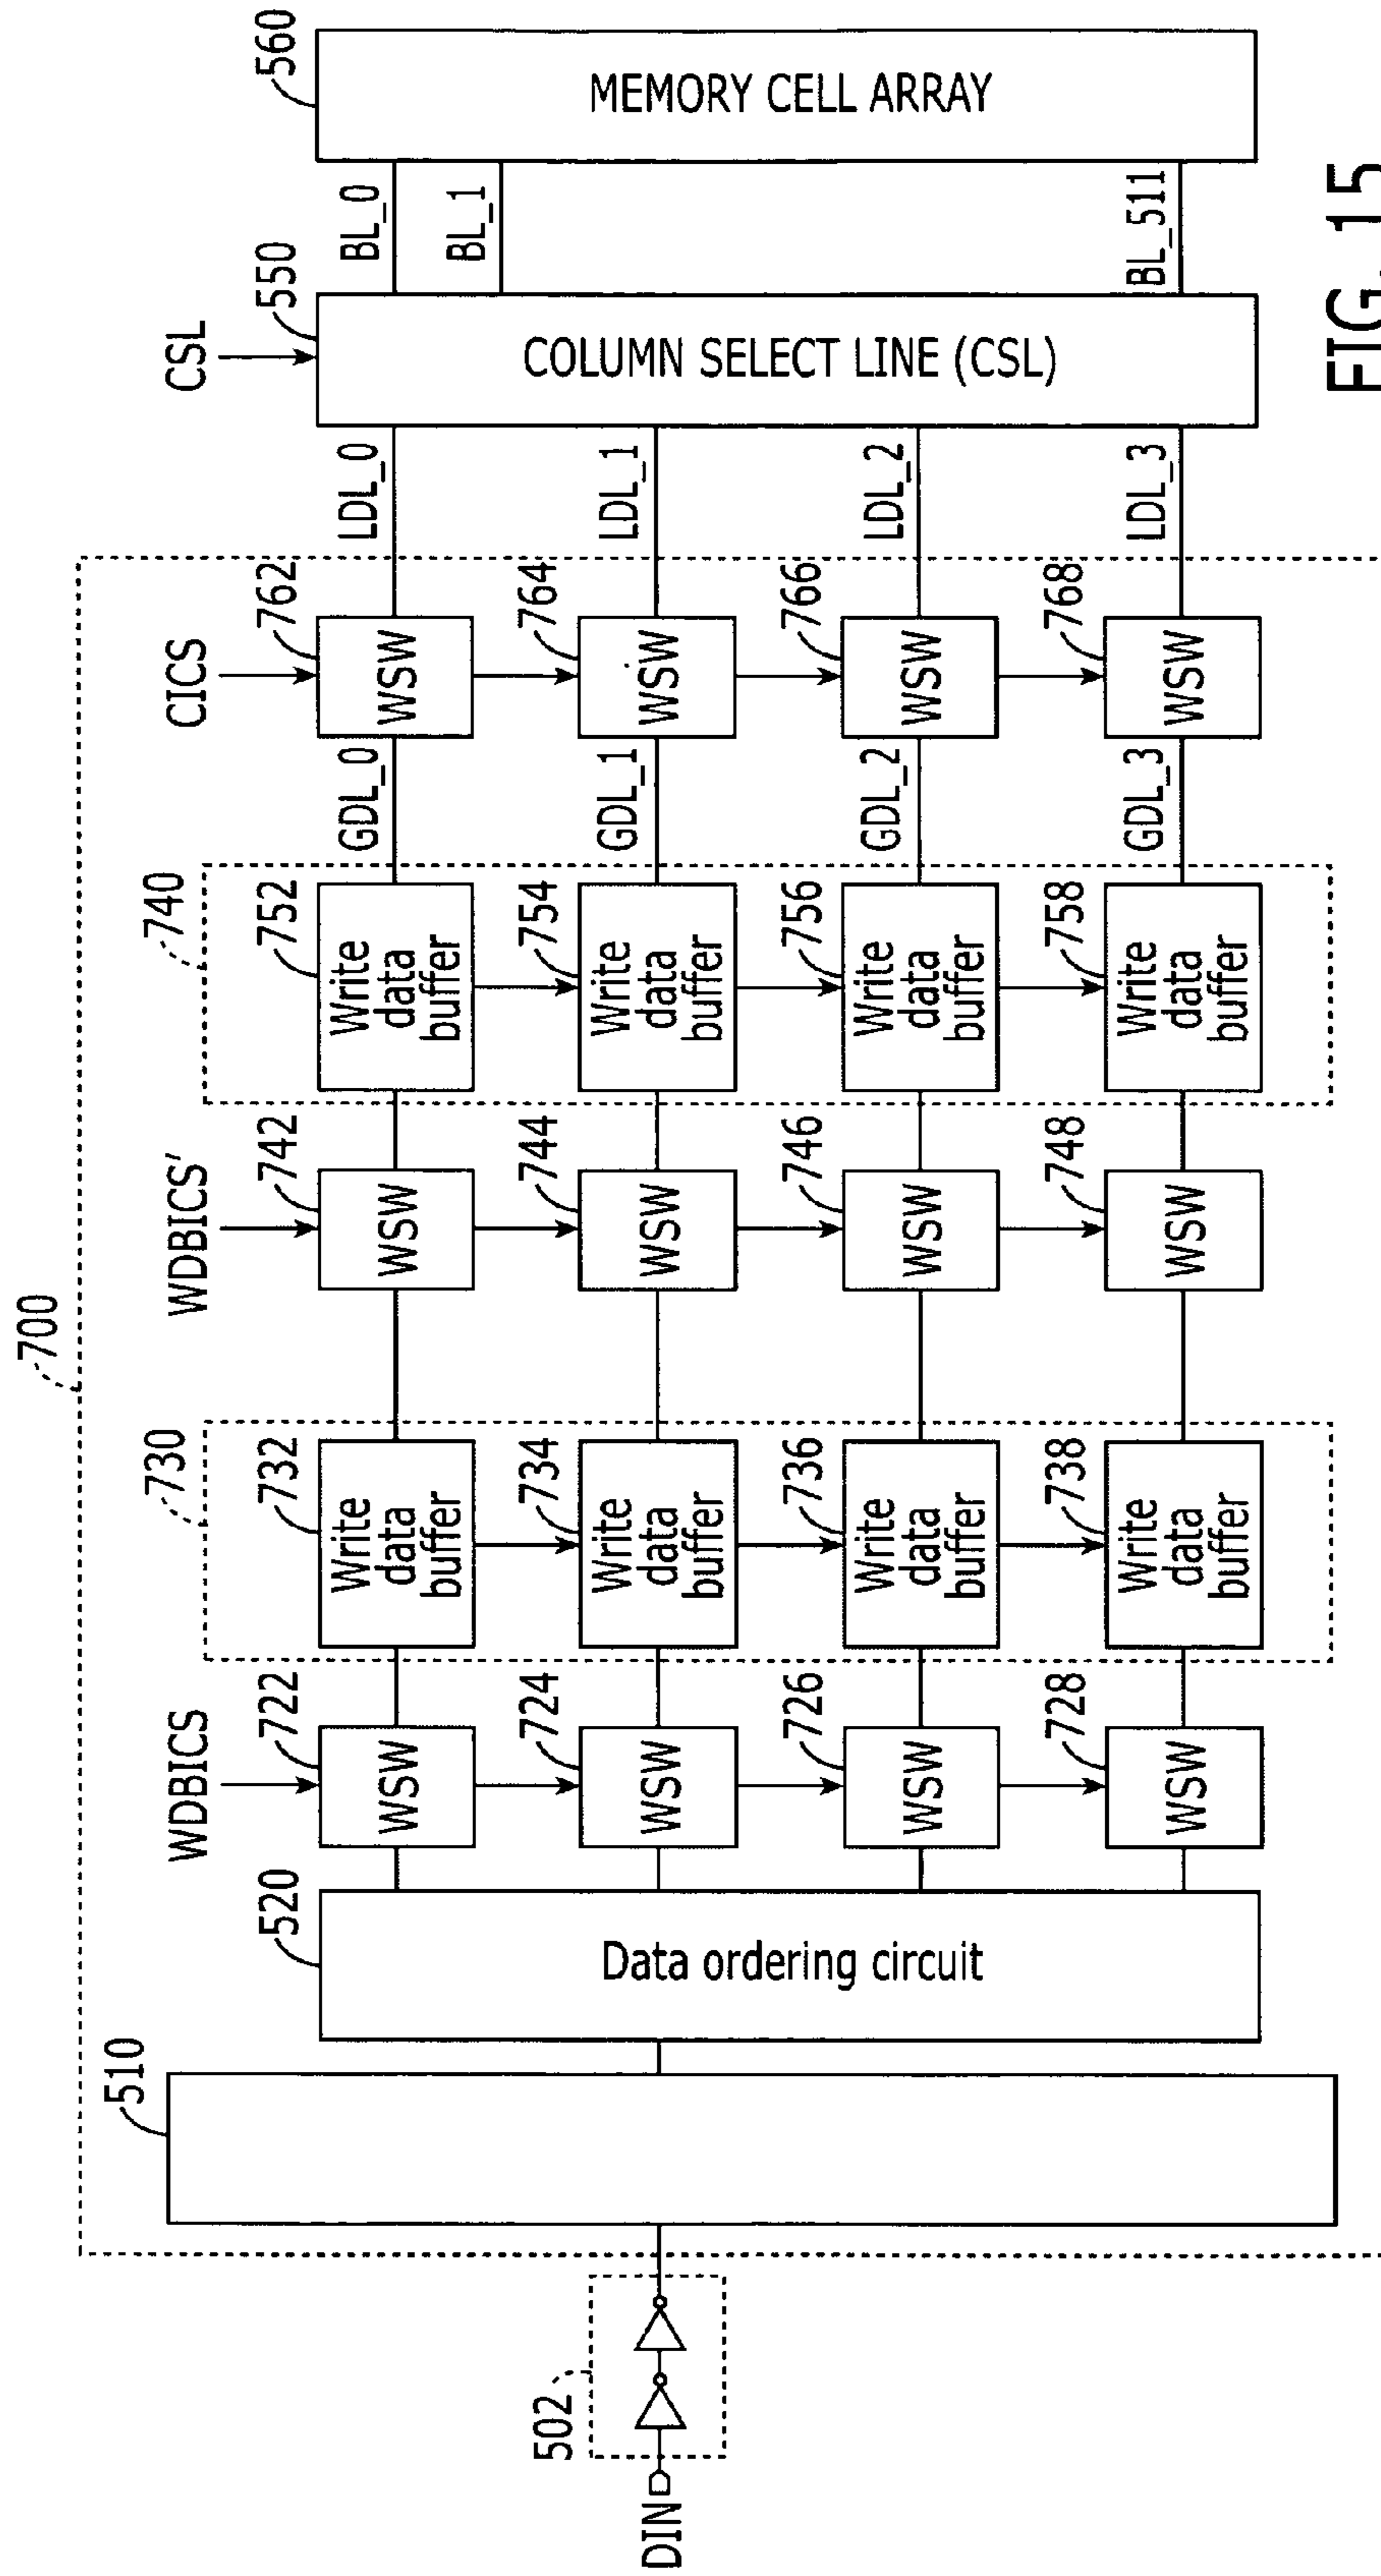 700
510
520
WDBICS
730
WDBICS'
740
CICS
CSL
550
560
DIN
502
Data ordering circuit
722
WSW
732
Write
data
buffer
742
WSW
752
Write
data
buffer
GDL_0
762
WSW
LDL_0
COLUMN SELECT LINE (CSL)
BL_0
BL_1
BL_511
MEMORY CELL ARRAY
724
WSW
734
Write
data
buffer
744
WSW
754
Write
data
buffer
GDL_1
764
WSW
LDL_1
726
WSW
736
Write
data
buffer
746
WSW
756
Write
data
buffer
GDL_2
766
WSW
LDL_2
728
WSW
738
Write
data
buffer
748
WSW
758
Write
data
buffer
GDL_3
768
WSW
LDL_3
FIG. 15